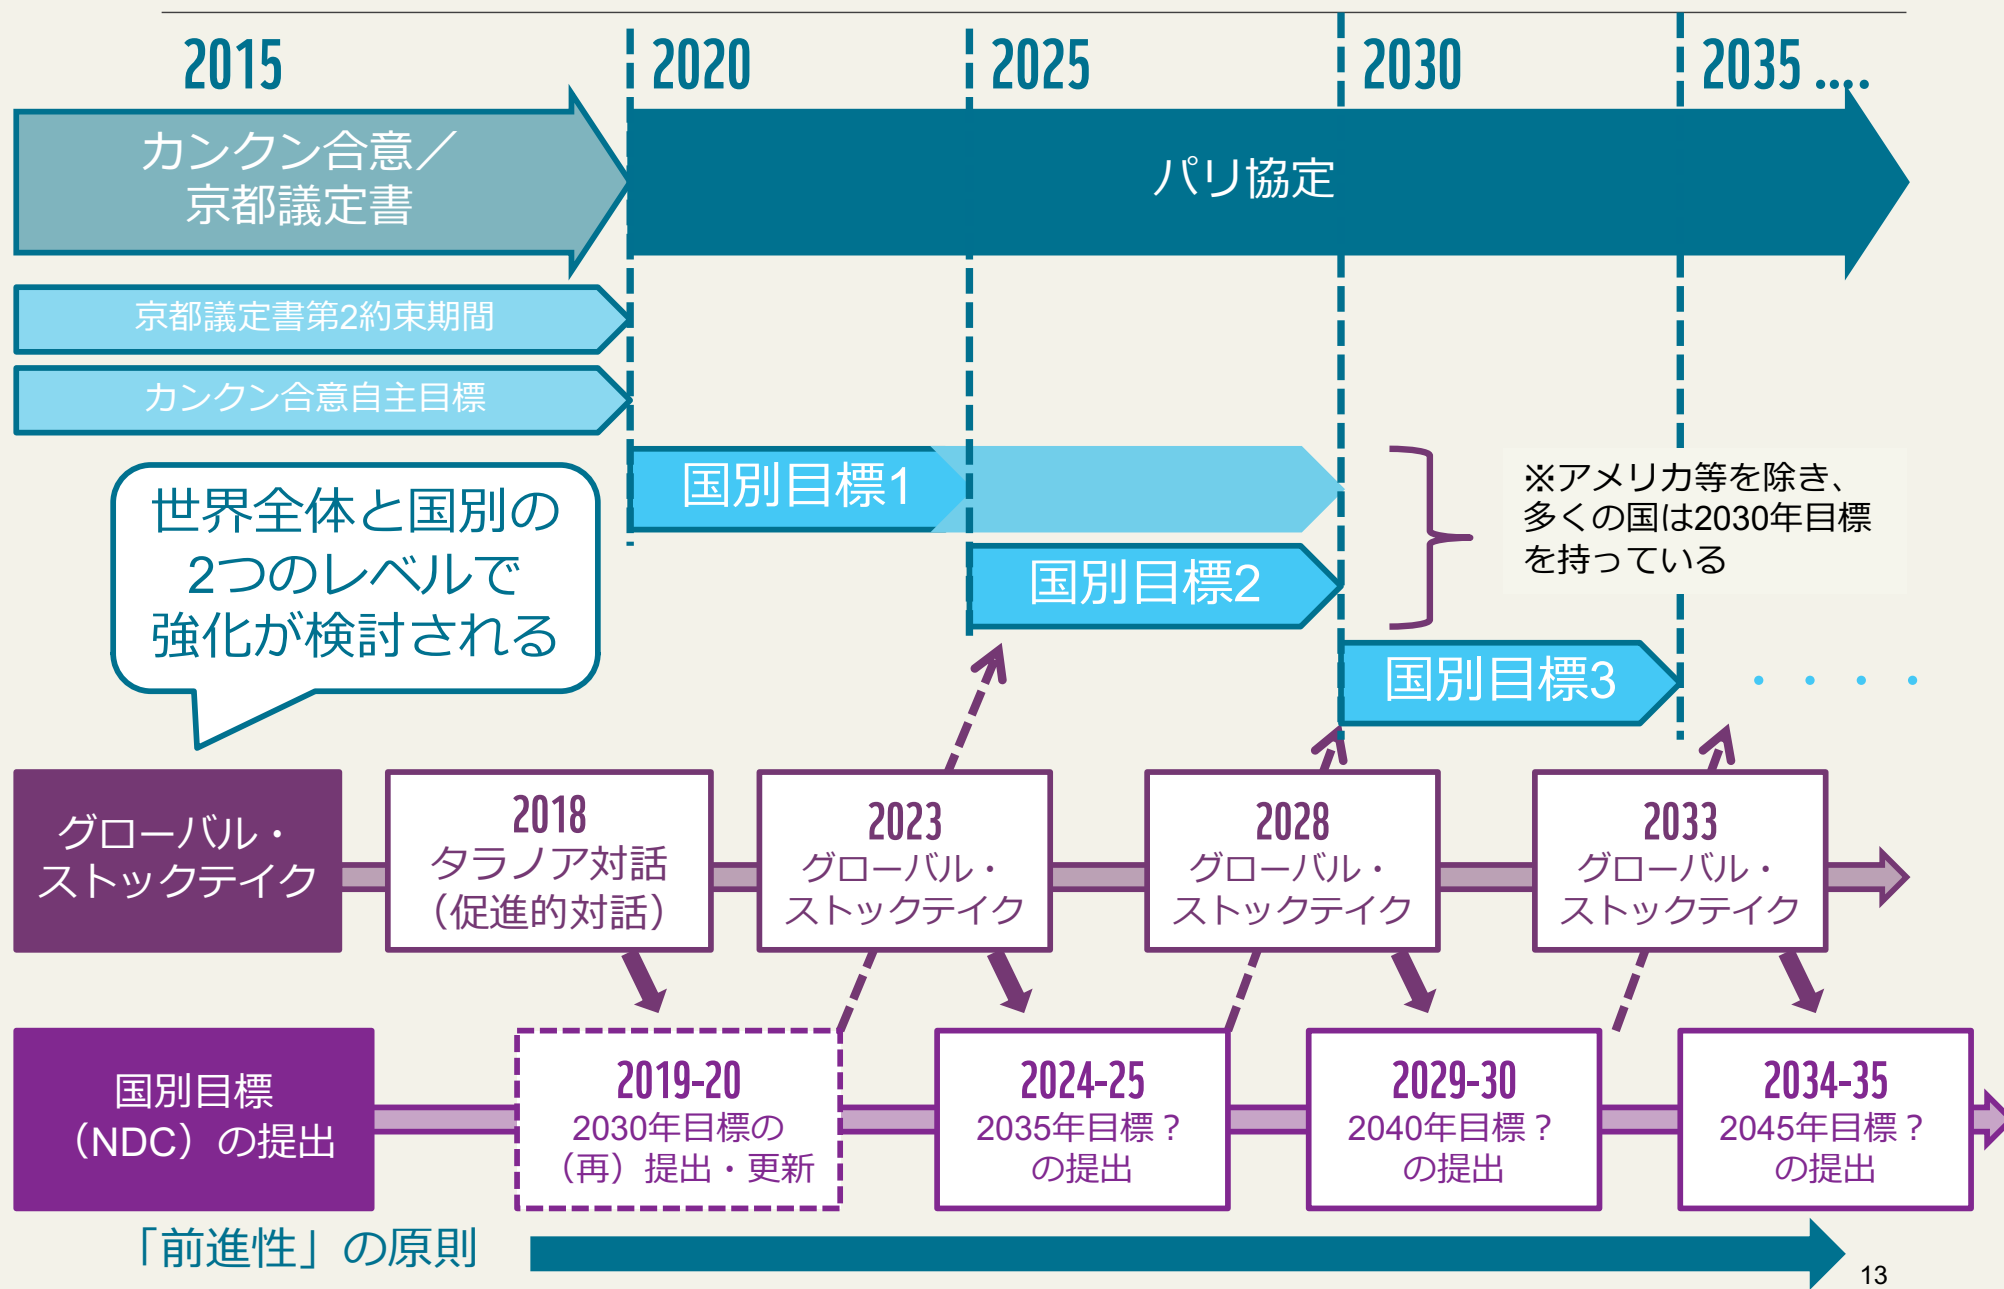 2015
2020
2025
2030
2035 ....
カンクン合意／
京都議定書
パリ協定
京都議定書第2約束期間
カンクン合意自主目標
国別目標1
国別目標2
国別目標3
・・・・
※アメリカ等を除き、
多くの国は2030年目標
を持っている
世界全体と国別の
2つのレベルで
強化が検討される
グローバル・
ストックテイク
2018
タラノア対話
（促進的対話）
2023
グローバル・
ストックテイク
2028
グローバル・
ストックテイク
2033
グローバル・
ストックテイク
国別目標
（NDC）の提出
2019-20
2030年目標の
（再）提出・更新
2024-25
2035年目標？
の提出
2029-30
2040年目標？
の提出
2034-35
2045年目標？
の提出
「前進性」の原則
13